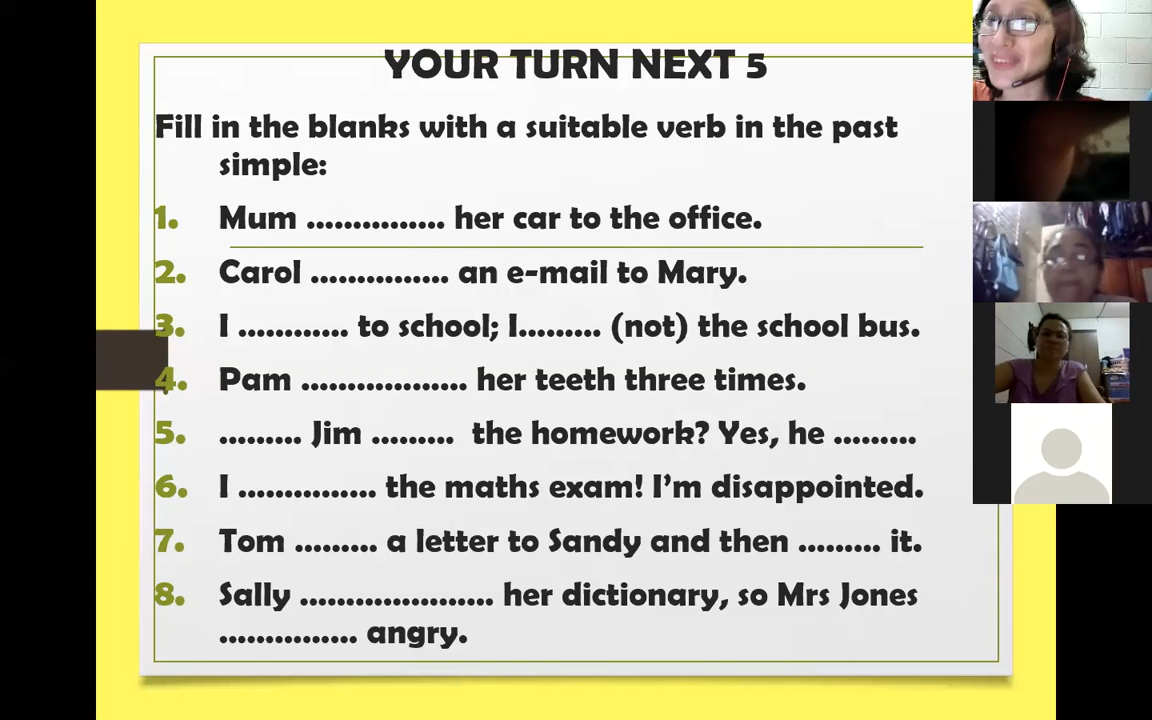 YOUR TURN NEXT 5
Fill in the blanks with a suitable verb in the past
simple:
1. Mum ............... her car to the office.
2. Carol ............... an e-mail to Mary.
3. I ............ to school; I......... (not) the school bus.
4. Pam .................. her teeth three times.
5. ......... Jim ......... the homework? Yes, he .........
6. I ............... the maths exam! I’m disappointed.
7. Tom ......... a letter to Sandy and then ......... it.
8. Sally ..................... her dictionary, so Mrs Jones
............... angry.